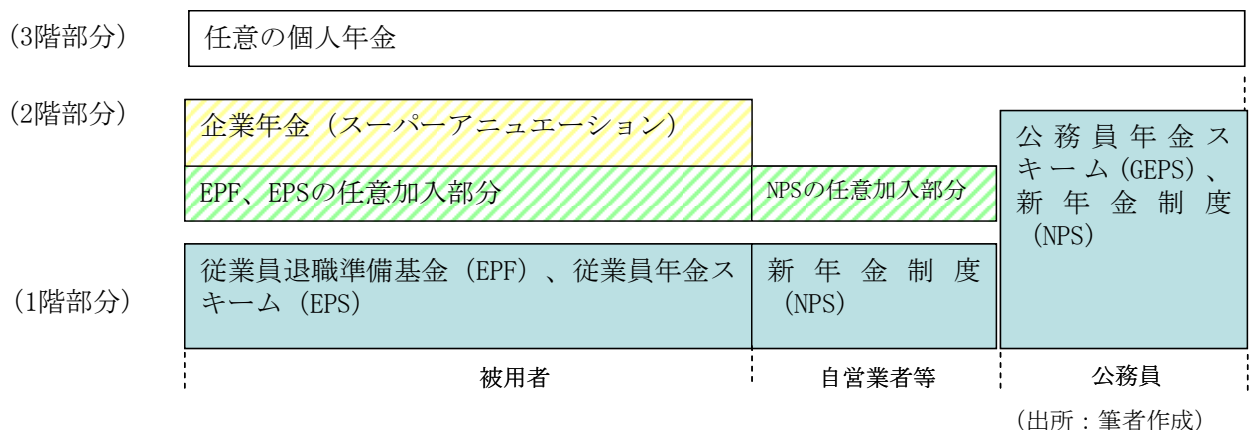 (3階部分)
任意の個人年金
(2階部分)
企業年金（スーパーアニュエーション）
EPF、EPSの任意加入部分
NPSの任意加入部分
公務員年金ス
キーム(GEPS)、
新年金制度
（NPS）
(1階部分)
従業員退職準備基金（EPF）、従業員年金ス
キーム（EPS）
新年金制度
（NPS）
被用者
自営業者等
公務員
（出所：筆者作成）